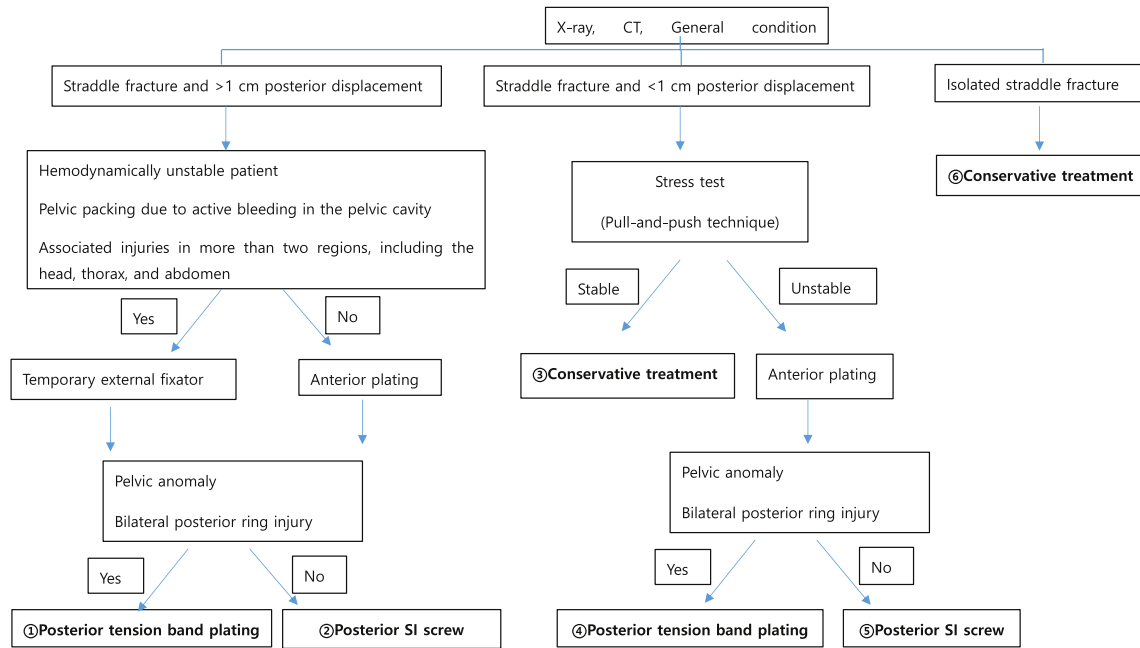 X-ray, CT, General condition
Straddle fracture and >1 cm posterior displacement
Straddle fracture and <1 cm posterior displacement
Isolated straddle fracture
Hemodynamically unstable patient
Pelvic packing due to active bleeding in the pelvic cavity
Associated injuries in more than two regions, including the
head, thorax, and abdomen
Stress test
(Pull-and-push technique)
⑥Conservative treatment
Yes
No
Stable
Unstable
Temporary external fixator
Anterior plating
③Conservative treatment
Anterior plating
Pelvic anomaly
Bilateral posterior ring injury
Pelvic anomaly
Bilateral posterior ring injury
Yes
No
Yes
No
①Posterior tension band plating
②Posterior SI screw
④Posterior tension band plating
⑤Posterior SI screw